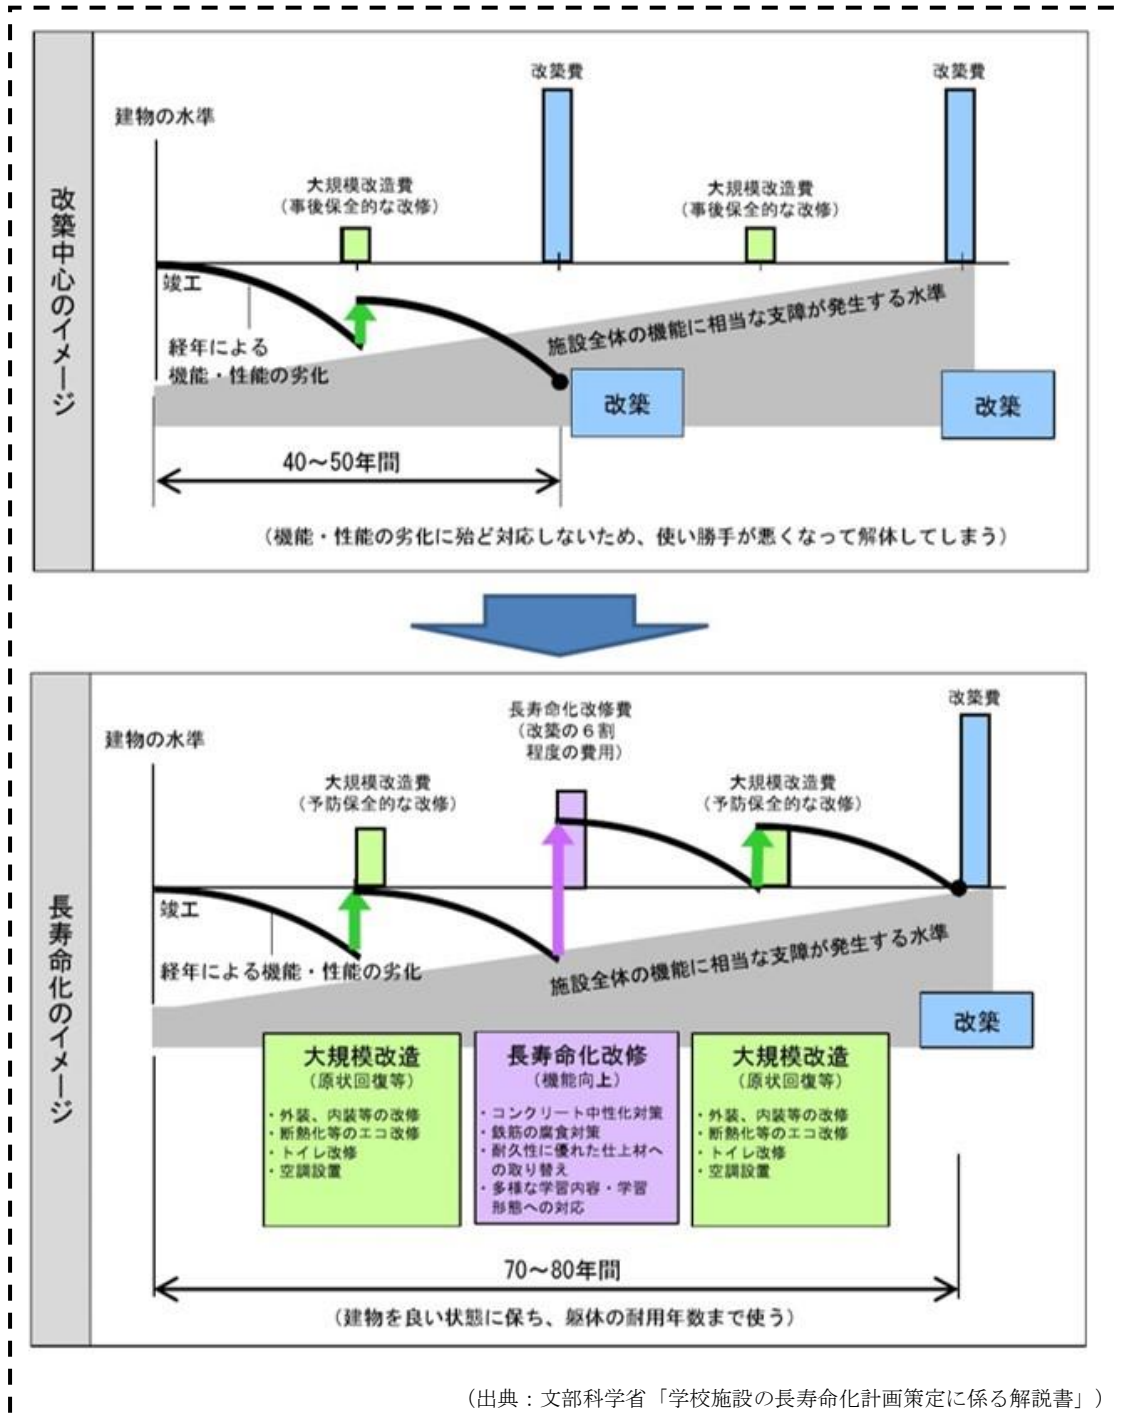 改築中心のイメージ
建物の水準
改築費
改築費
大規模改造費
（事後保全的な改修）
大規模改造費
（事後保全的な改修）
竣工
経年による
機能・性能の劣化
施設全体の機能に相当な支障が発生する水準
改築
改築
40～50年間
（機能・性能の劣化に殆ど対応しないため、使い勝手が悪くなって解体してしまう）
長寿命化のイメージ
建物の水準
長寿命化改修費
（改築の６割
程度の費用）
改築費
大規模改造費
（予防保全的な改修）
大規模改造費
（予防保全的な改修）
竣工
経年による機能・性能の劣化
施設全体の機能に相当な支障が発生する水準
改築
大規模改造
（原状回復等）
・外装、内装等の改修
・断熱化等のエコ改修
・トイレ改修
・空調設置
長寿命化改修
（機能向上）
・コンクリート中性化対策
・鉄筋の腐食対策
・耐久性に優れた仕上材へ
の取り替え
・多様な学習内容・学習
形態への対応
大規模改造
（原状回復等）
・外装、内装等の改修
・断熱化等のエコ改修
・トイレ改修
・空調設置
70～80年間
（建物を良い状態に保ち、躯体の耐用年数まで使う）
（出典：文部科学省「学校施設の長寿命化計画策定に係る解説書」）